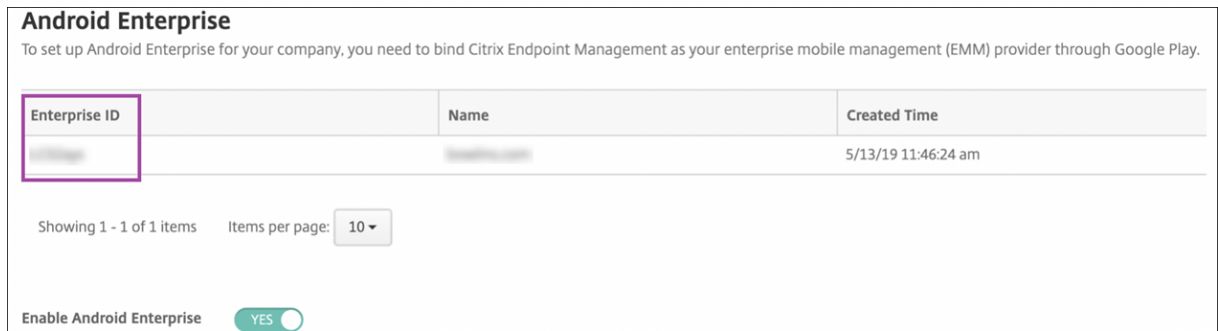 Android Enterprise
To set up Android Enterprise for your company, you need to bind Citrix Endpoint Management as your enterprise mobile management (EMM) provider through Google Play.
Enterprise ID Name Created Time
5/13/19 11:46:24 am
Showing 1 - 1 of 1 items Items per page: 10
Enable Android Enterprise YES